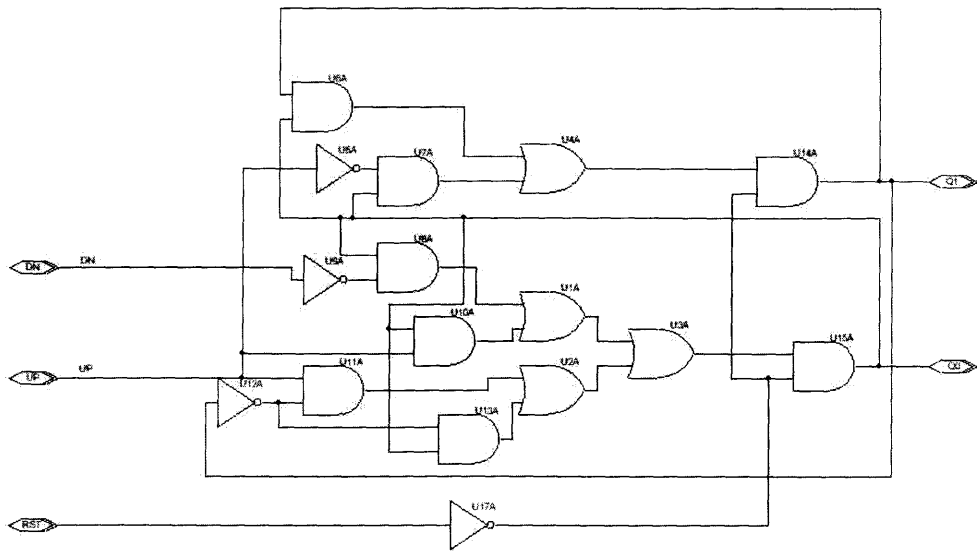 U6A
U5A
U7A
U4A
U14A
Q1
DN
DN
U9A
U8A
U1A
U10A
U3A
U15A
UP
UP
U12A
U11A
U2A
Q0
U13A
RST
U17A